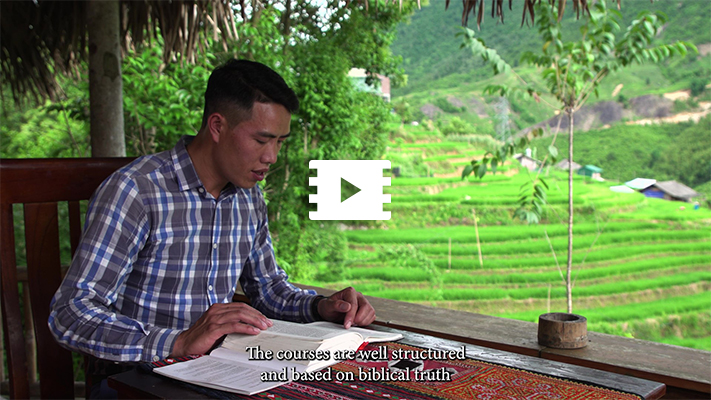 The courses are well structured
and based on biblical truth